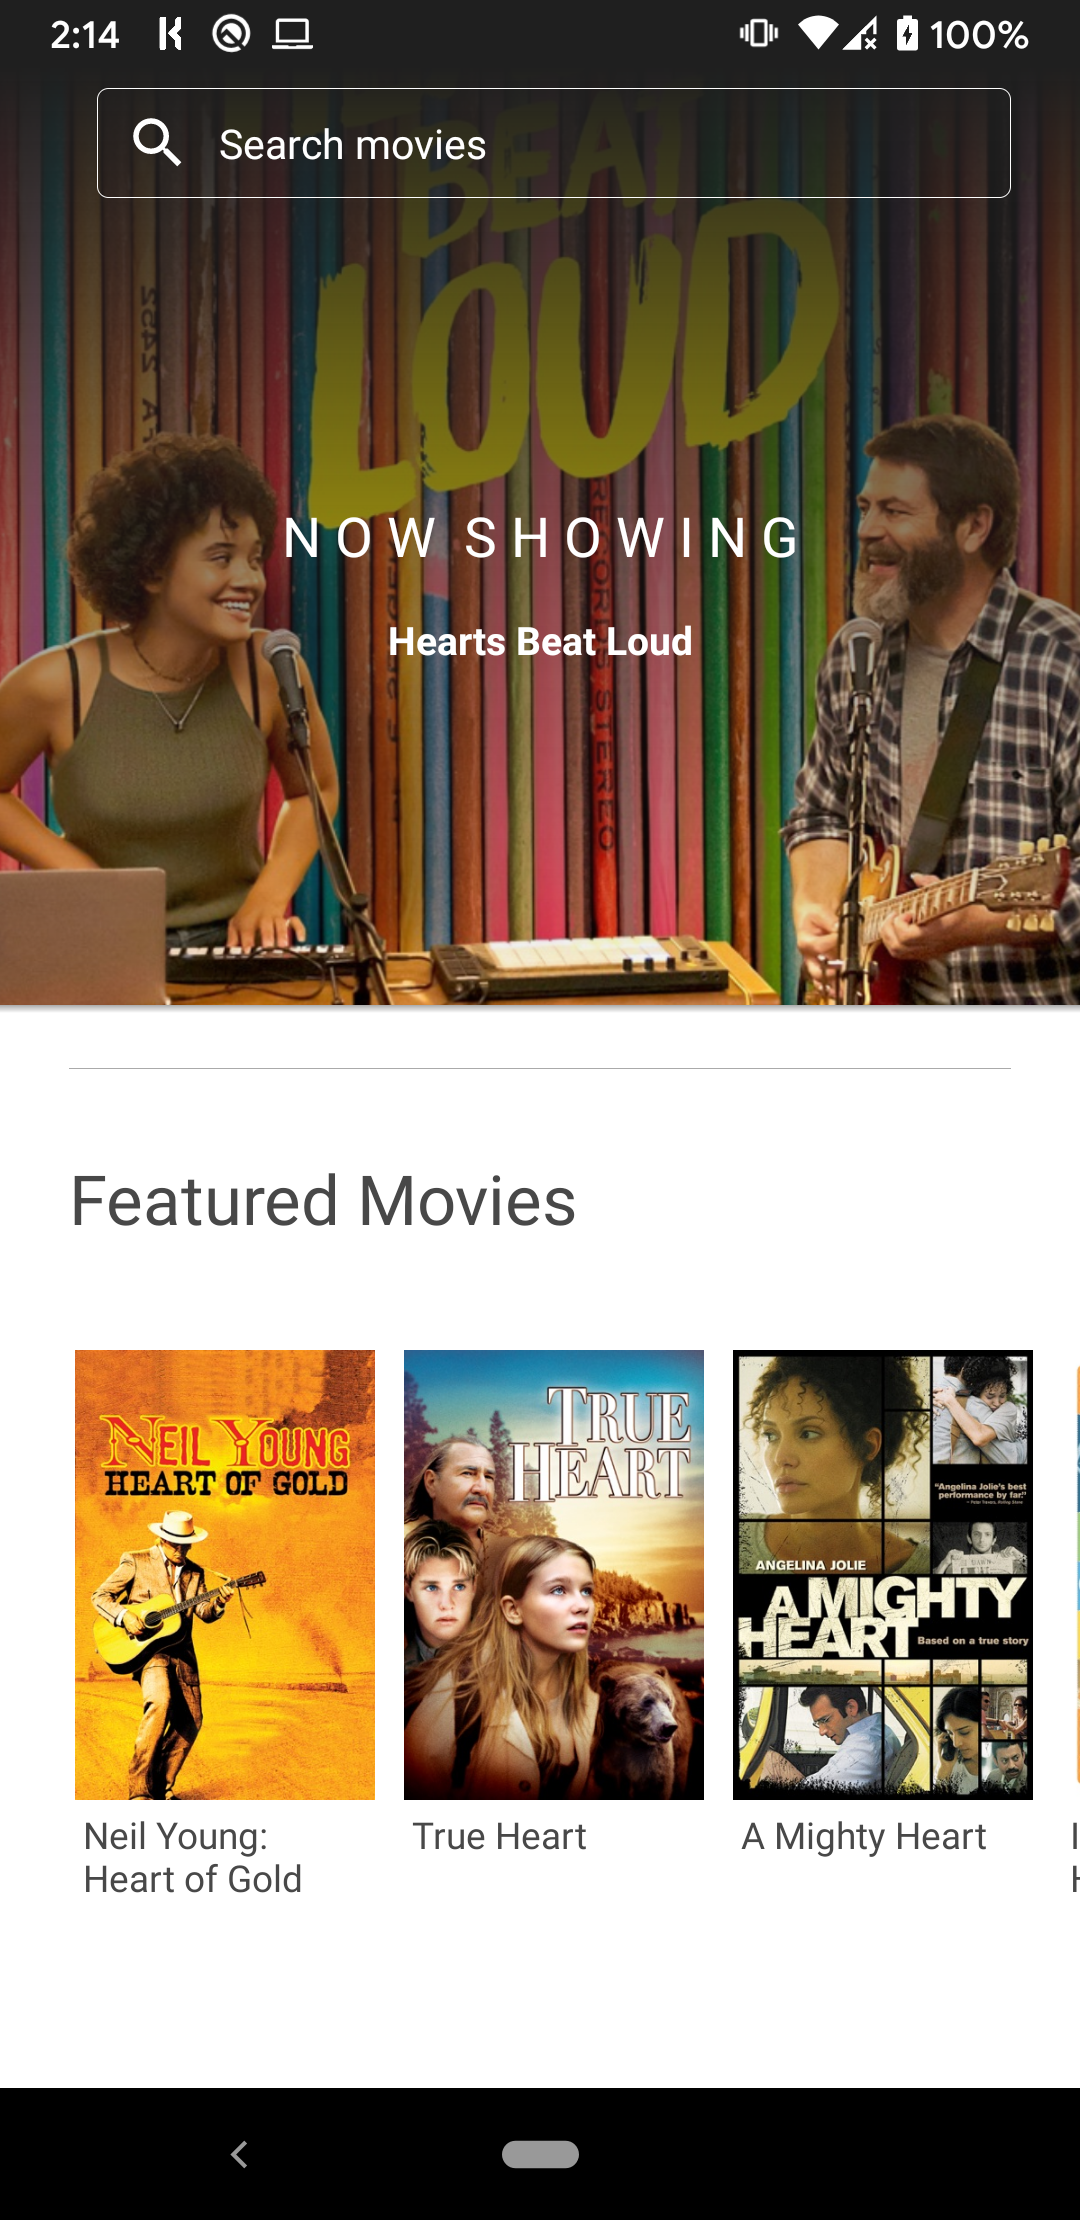 2:14
100%
Search movies
BEAT
LOUD
NOW SHOWING
Hearts Beat Loud
STEREO
Featured Movies
NEIL YOUNG
HEART OF GOLD
TRUE
HEART
"Angelina Jolie's best
performance by far!"
ANGELINA JOLIE
A MIGHTY
HEART
Based on a true story
Neil Young:
Heart of Gold
True Heart
A Mighty Heart